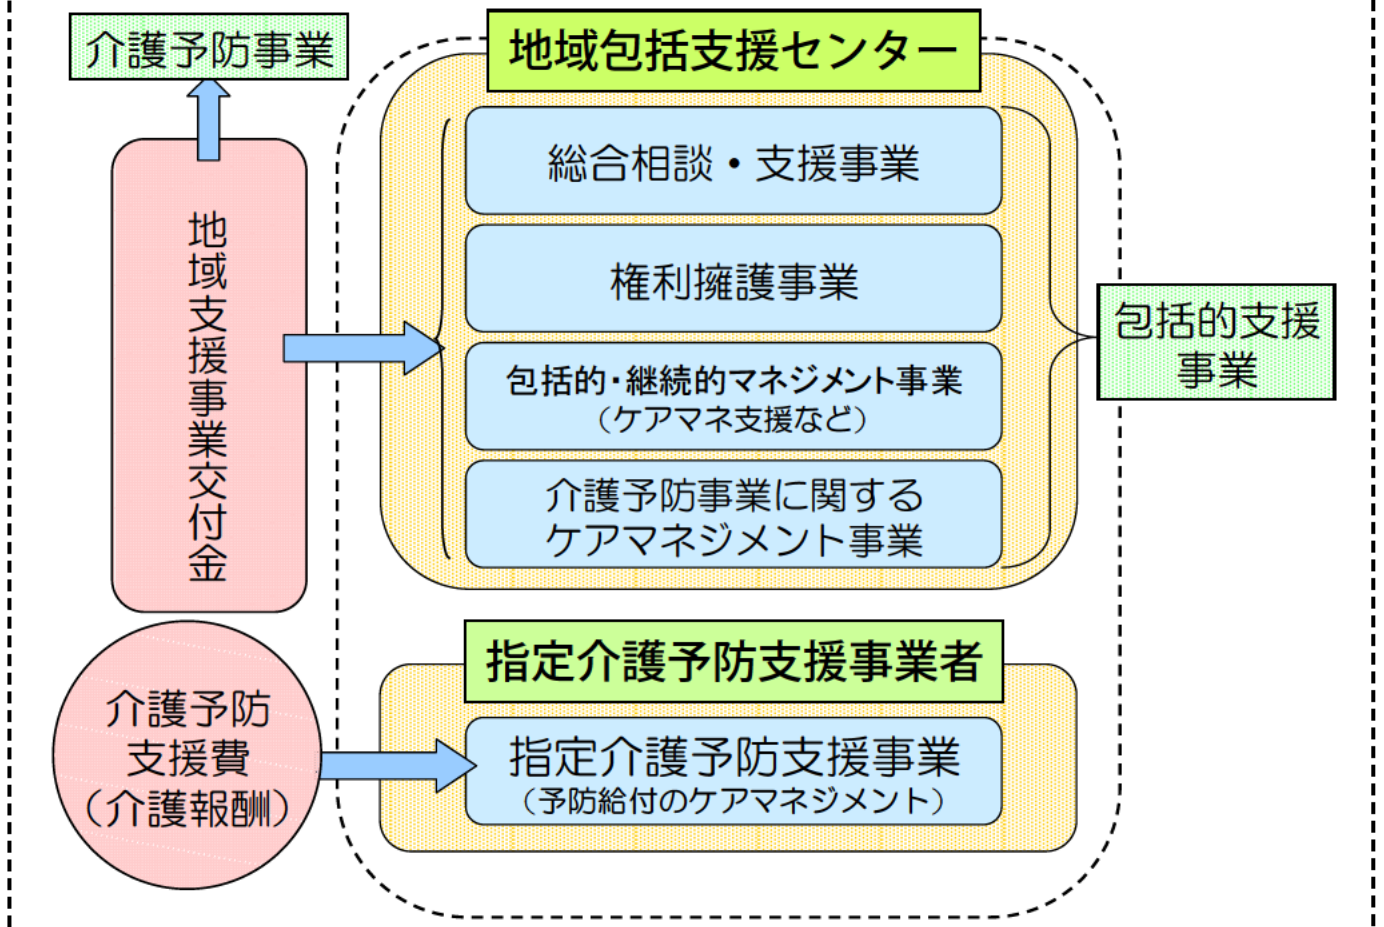 介護予防事業
地域支援事業交付金
介護予防
支援費
（介護報酬）
地域包括支援センター
総合相談・支援事業
権利擁護事業
包括的・継続的マネジメント事業
（ケアマネ支援など）
介護予防事業に関する
ケアマネジメント事業
包括的支援
事業
指定介護予防支援事業者
指定介護予防支援事業
（予防給付のケアマネジメント）